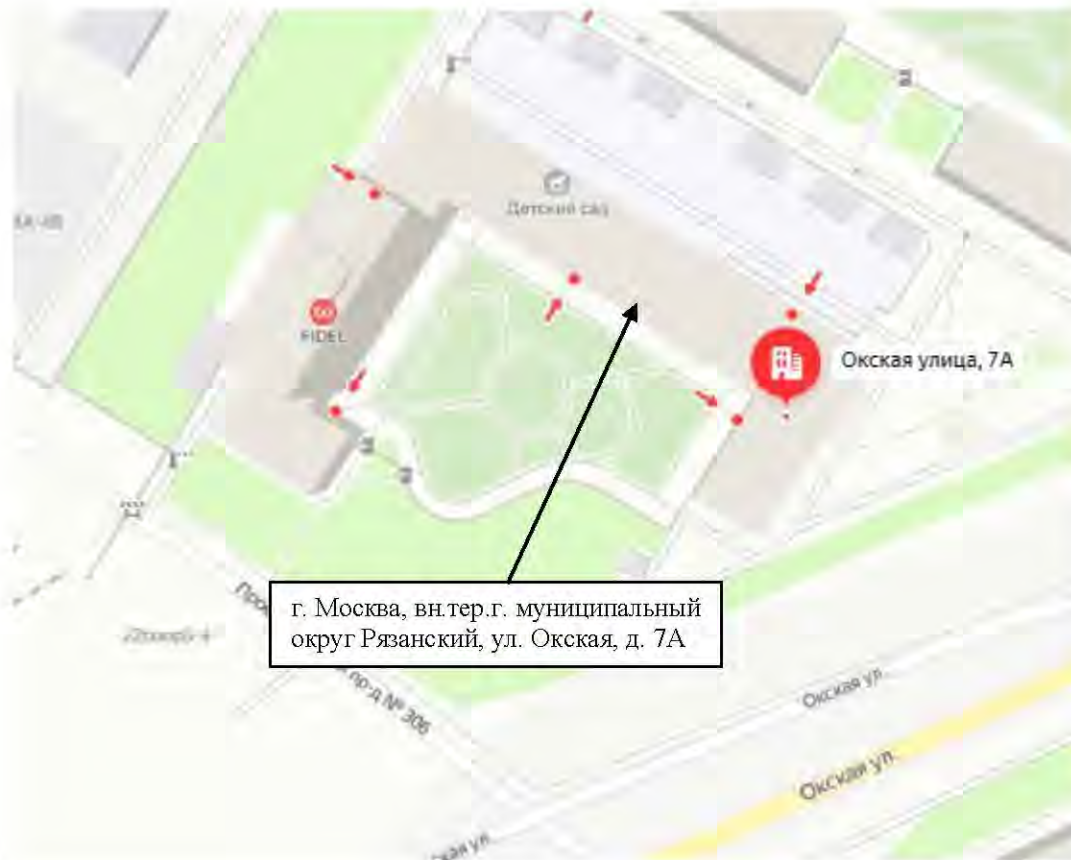 Детский сад
FIDEL
Окская улица, 7А
г. Москва, вн.тер.г. муниципальный
округ Рязанский, ул. Окская, д. 7А
пр-д № 306
Окская ул.
Окская ул.